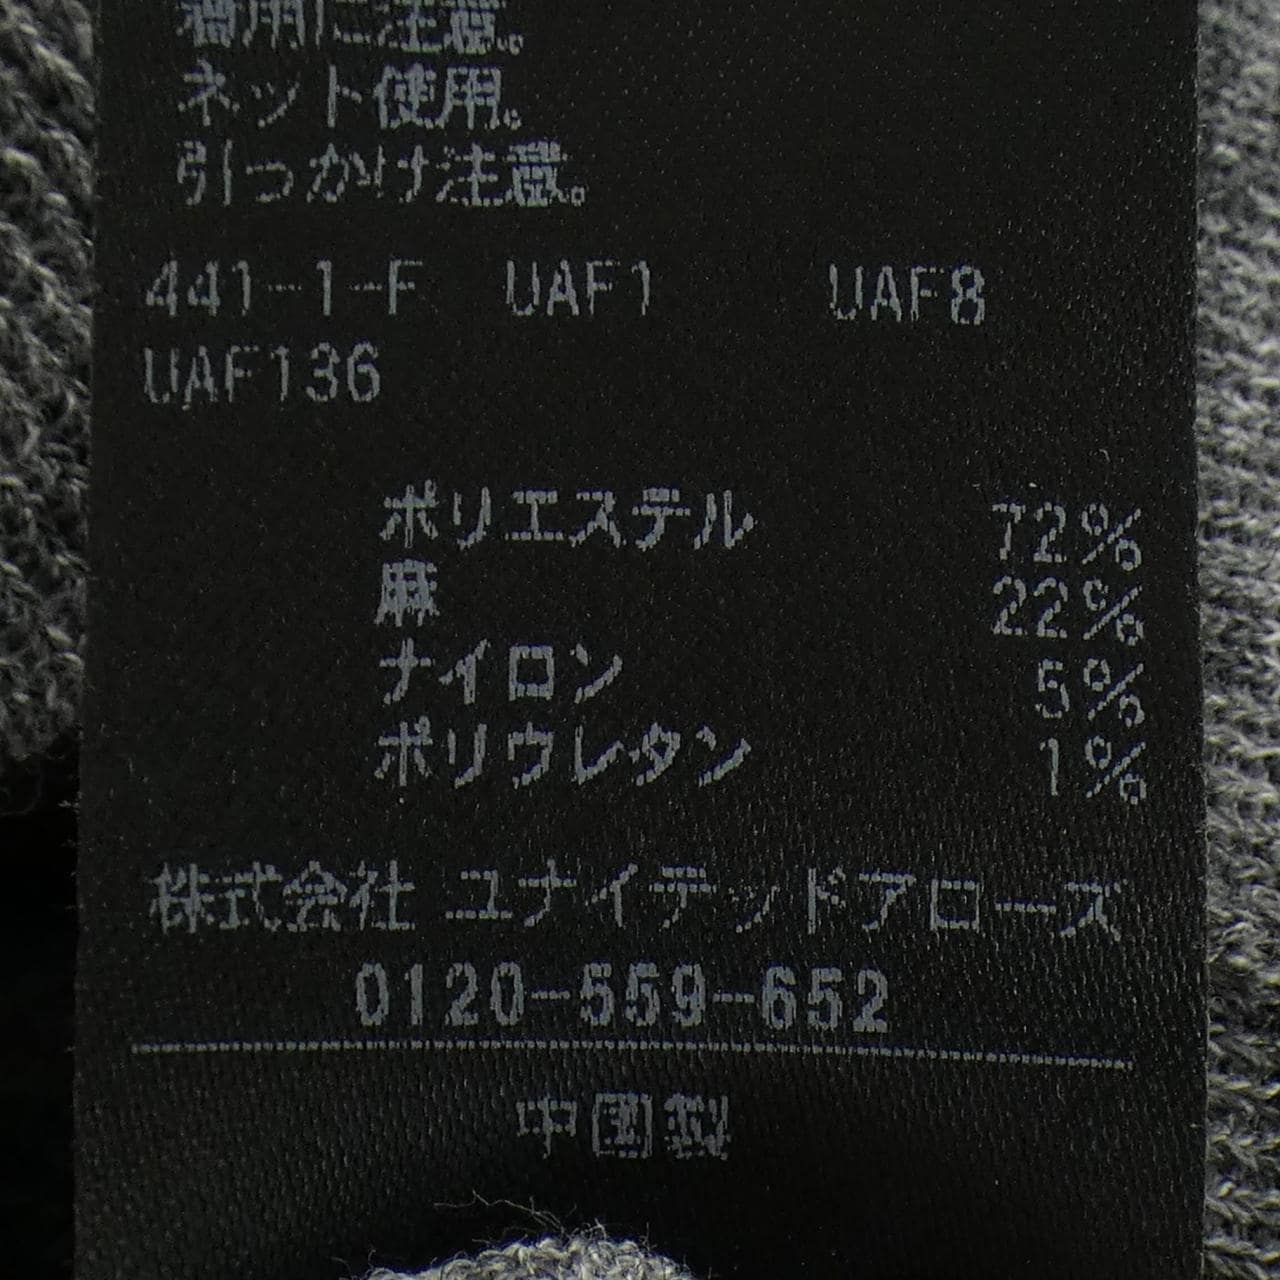 着用に注意。
ネット使用。
引っかけ注意。
441-1-F UAF1 UAF8
UAF136
ポリエステル 72%
麻 22%
ナイロン 5%
ポリウレタン 1%
株式会社 ユナイテッドアローズ
0120-559-652
中国製